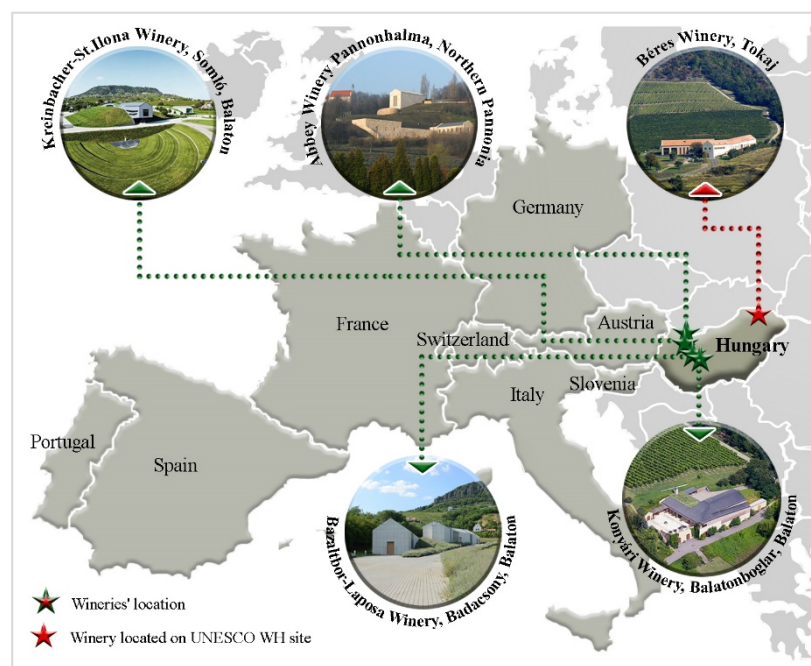 Kreinbacher-St.Ilona Winery, Somló, Balaton
Abbey Winery Pannonhalma, Northern Pannonia
Béres Winery, Tokaj
Germany
France
Austria
Switzerland
Hungary
Italy
Slovenia
Portugal
Spain
Bazaltbor-Laposa Winery, Badacsony, Balaton
Konyári Winery, Balatonboglar, Balaton
Wineries' location
Winery located on UNESCO WH site